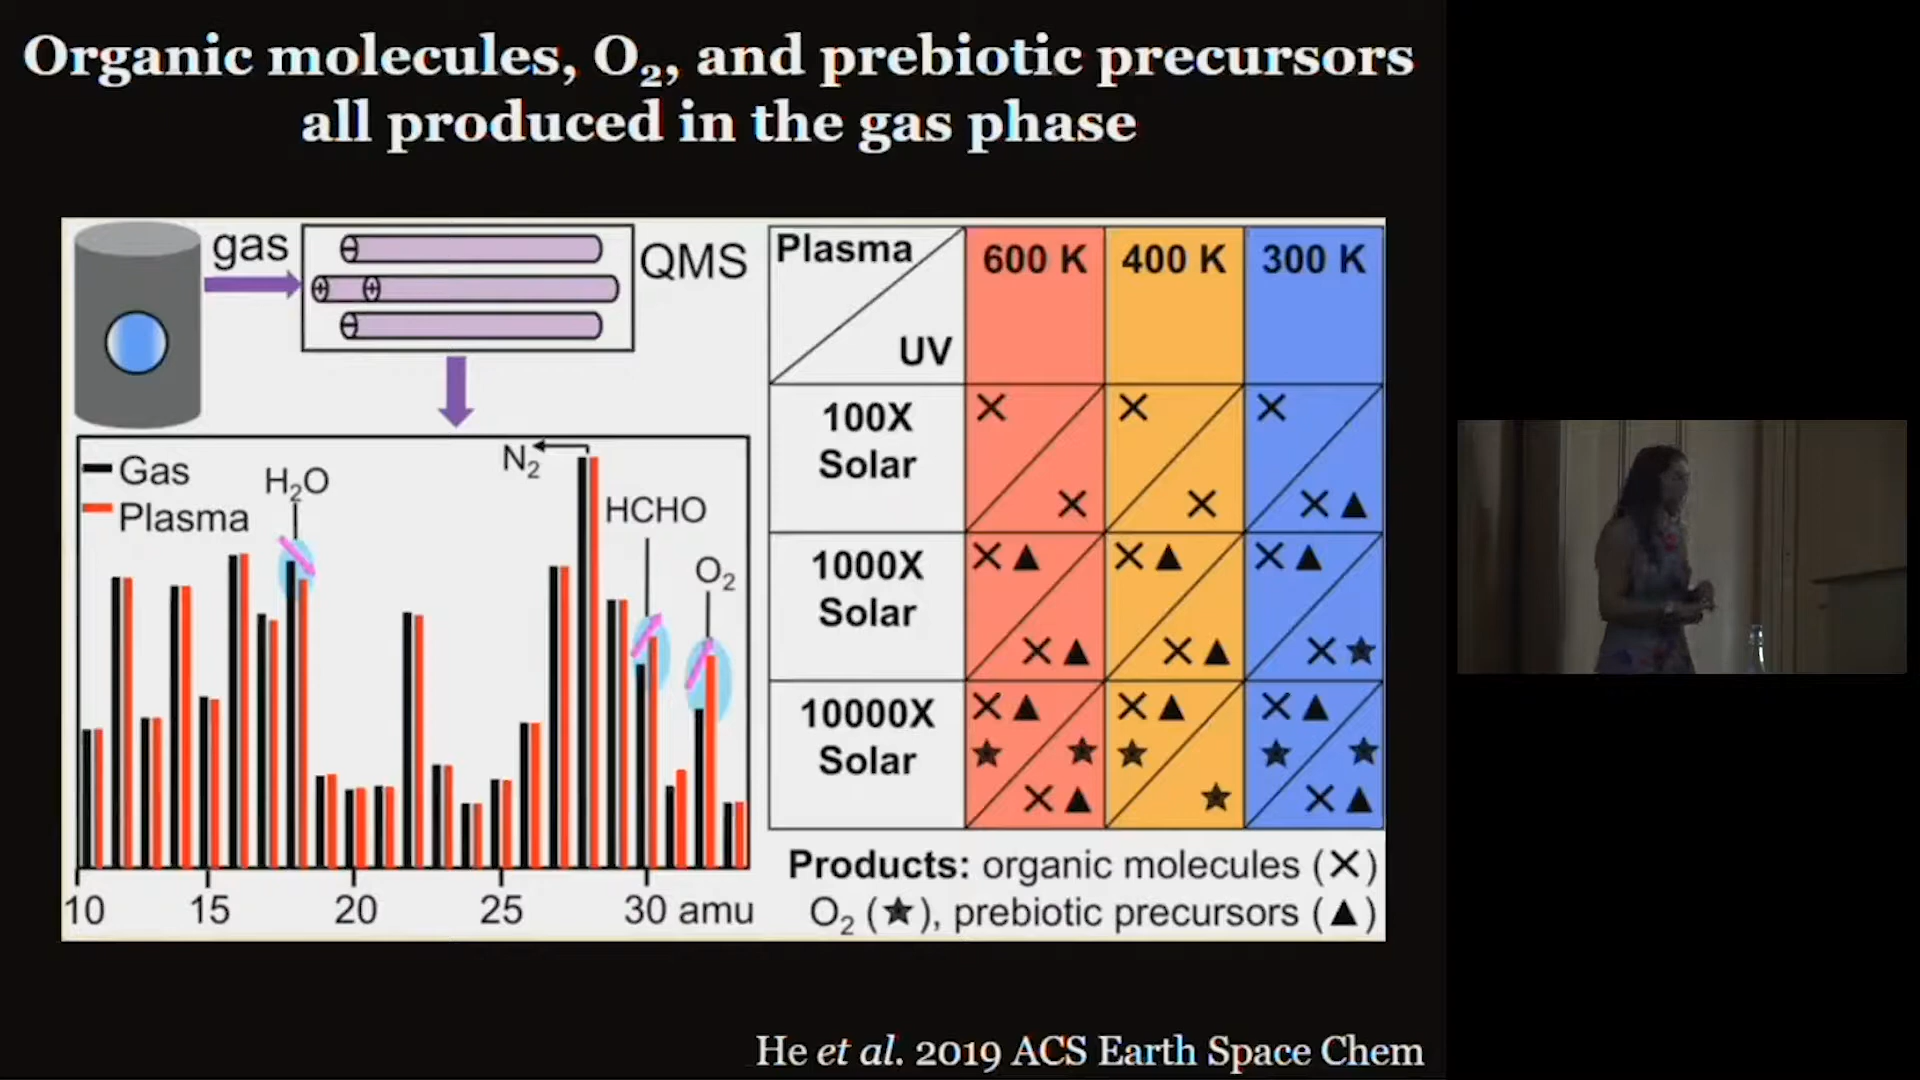 Organic molecules, O₂, and prebiotic precursors
all produced in the gas phase
gas
QMS
Gas
Plasma
H₂O
N₂
HCHO
O₂
10 15 20 25 30 amu
Plasma
UV
600 K 400 K 300 K
100X
Solar
1000X
Solar
10000X
Solar
Products: organic molecules (✕)
O₂ (★), prebiotic precursors (▲)
He et al. 2019 ACS Earth Space Chem